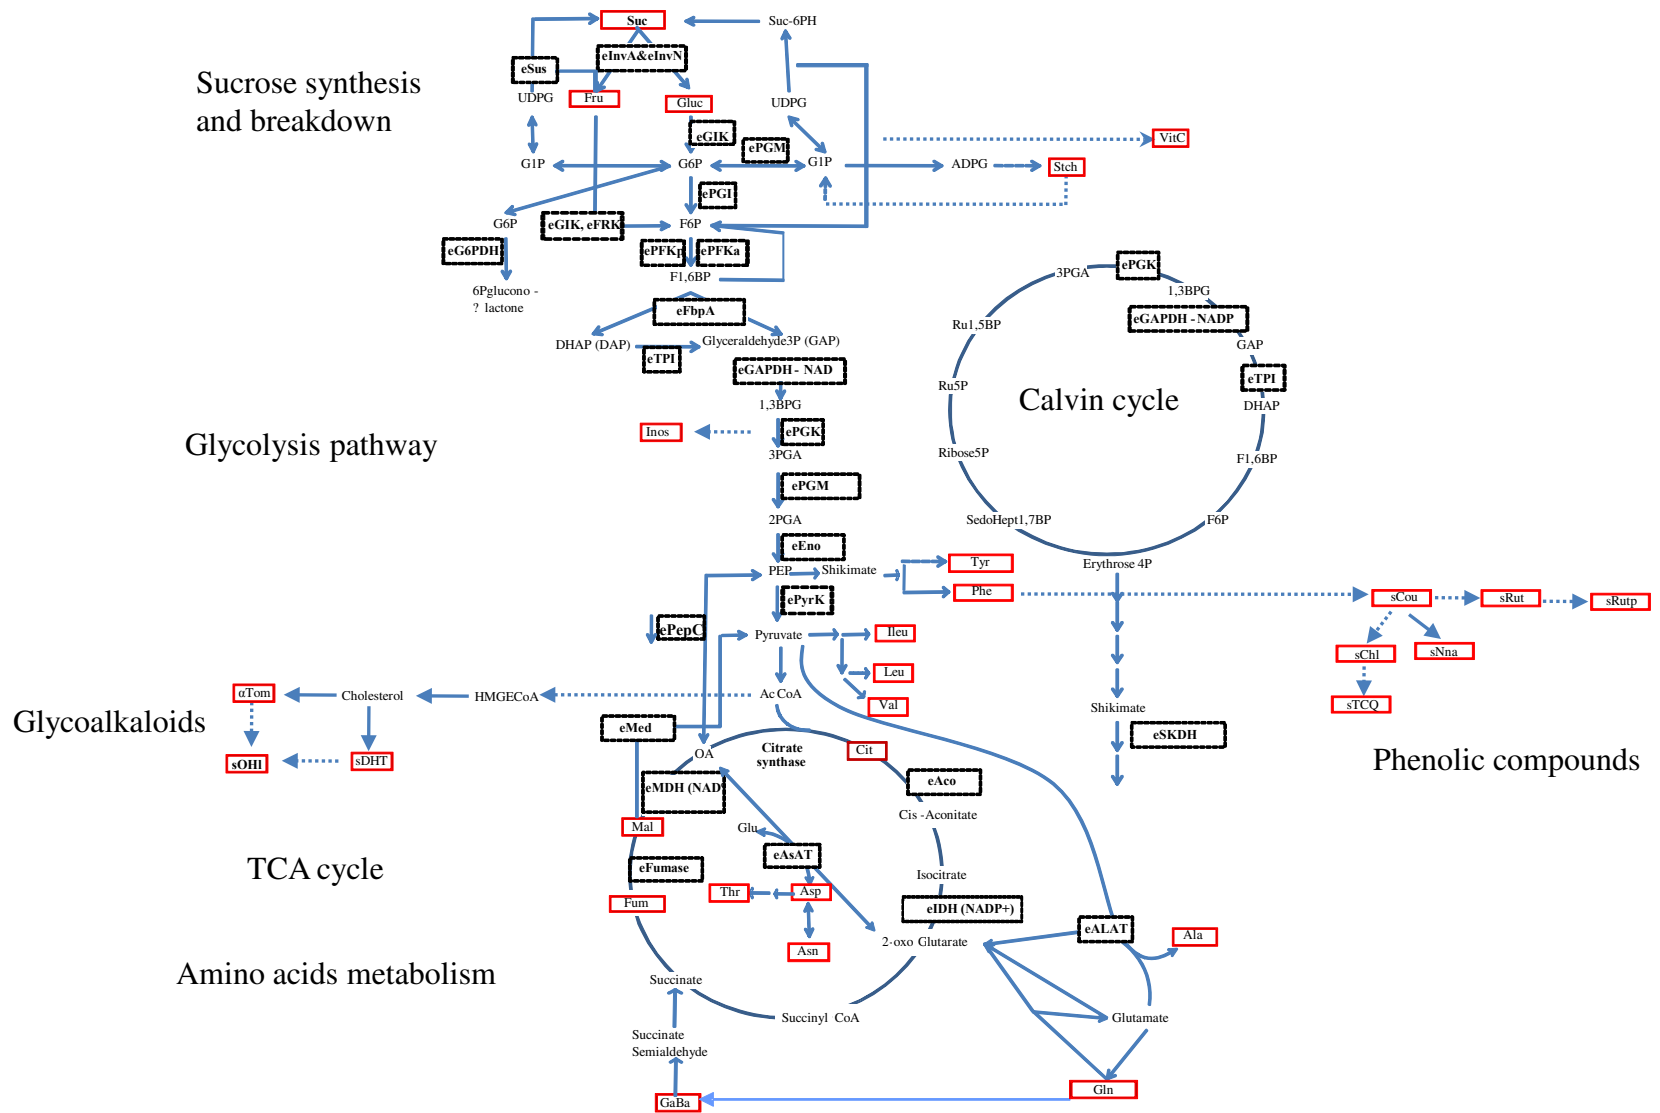 Suc
Suc-6PH
eInvA&eInvN
eSus
Sucrose synthesis
and breakdown
UDPG
Fru
Gluc
UDPG
eGIK
ePGM
VitC
G1P
G6P
G1P
ADPG
Stch
ePGI
G6P
eGIK, eFRK
F6P
eG6PDH
ePFKp
ePFKa
F1,6BP
6Pglucono -
? lactone
eFbpA
DHAP (DAP)
Glyceraldehyde3P (GAP)
eTPI
eGAPDH - NAD
1,3BPG
Inos
ePGK
3PGA
Glycolysis pathway
ePGM
2PGA
eEno
PEP
Shikimate
Tyr
Phe
ePyrK
ePepC
Pyruvate
Ileu
Leu
Val
3PGA
ePGK
1,3BPG
eGAPDH - NADP
Ru1,5BP
GAP
eTPI
Ru5P
Calvin cycle
DHAP
Ribose5P
F1,6BP
SedoHept1,7BP
F6P
Erythrose 4P
sCou
sRut
sRutp
sChl
sNna
sTCQ
Shikimate
eSKDH
Phenolic compounds
αTom
Cholesterol
HMGECoA
Ac CoA
Glycoalkaloids
sOHl
sDHT
eMed
OA
Citrate
synthase
Cit
eMDH (NAD
eAco
Cis -Aconitate
Mal
Glu
eAsAT
TCA cycle
eFumase
Isocitrate
Thr
Asp
Fum
eIDH (NADP+)
eALAT
Ala
Asn
2-oxo Glutarate
Amino acids metabolism
Succinate
Succinyl CoA
Glutamate
Succinate
Semialdehyde
Gln
GaBa